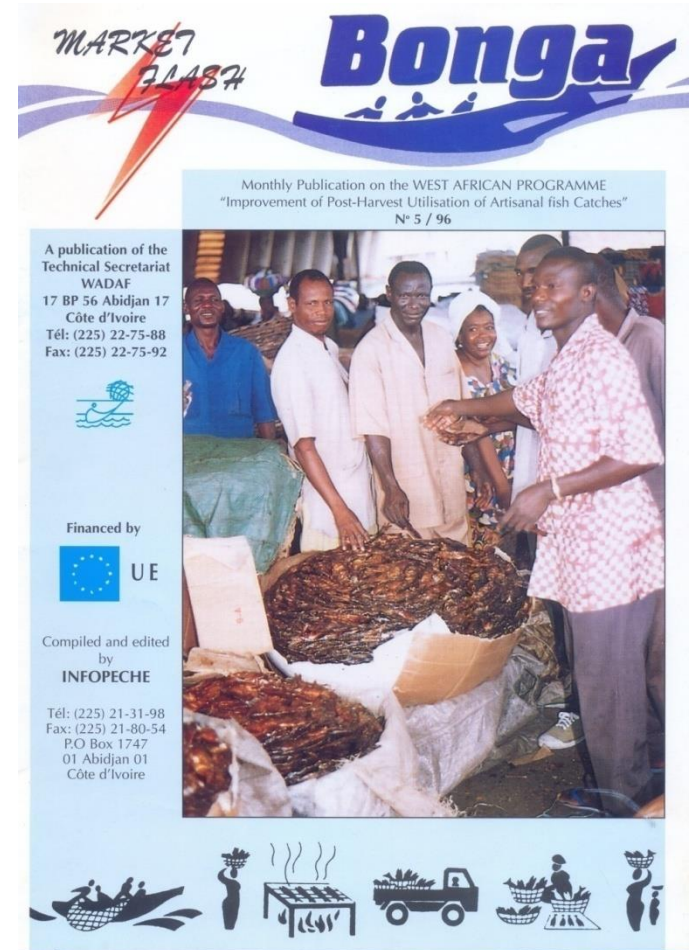 MARKET
FLASH
Bonga
Monthly Publication on the WEST AFRICAN PROGRAMME
“Improvement of Post-Harvest Utilisation of Artisanal fish Catches”
Nº 5 / 96
A publication of the
Technical Secretariat
WADAF
17 BP 56 Abidjan 17
Côte d'Ivoire
Tél: (225) 22-75-88
Fax: (225) 22-75-92
Financed by
UE
Compiled and edited
by
INFOPECHE
Tél: (225) 21-31-98
Fax: (225) 21-80-54
P.O Box 1747
01 Abidjan 01
Côte d'Ivoire